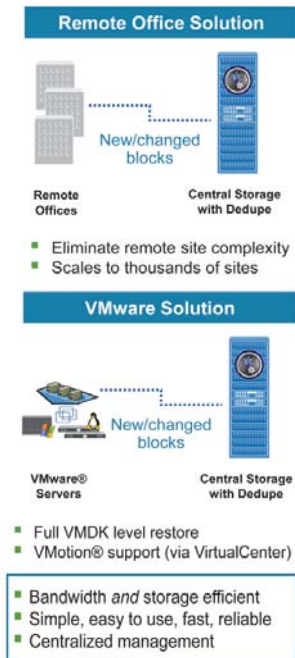 Remote Office Solution
New/changed
blocks
Remote
Offices
Central Storage
with Dedupe
Eliminate remote site complexity
Scales to thousands of sites
VMware Solution
New/changed
blocks
VMware®
Servers
Central Storage
with Dedupe
Full VMDK level restore
VMotion® support (via VirtualCenter)
Bandwidth and storage efficient
Simple, easy to use, fast, reliable
Centralized management